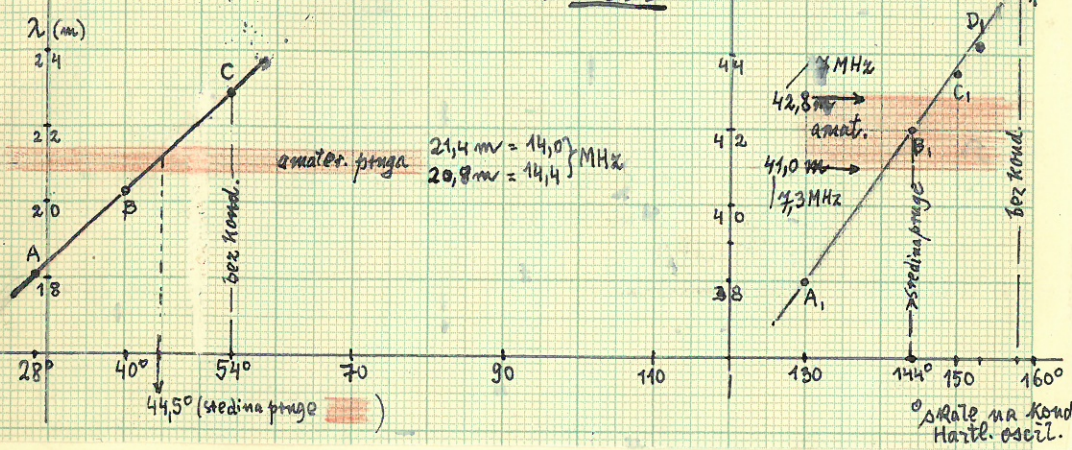 λ (m)
24
22
20
18
A
B
C
bez kond.
amater. pruga
21,4 m = 14,0
20,8 m = 14,4
} MHz
28°
40°
54°
70
90
110
130
144°
150
160°
44,5° (sredina pruge )
44
42
40
38
7 MHz
42,8 m
amat.
41,0 m
7,3 MHz
A₁
B₁
C₁
D₁
sredina pruge
bez kond.
° skale na kond
Hartl. oscil.